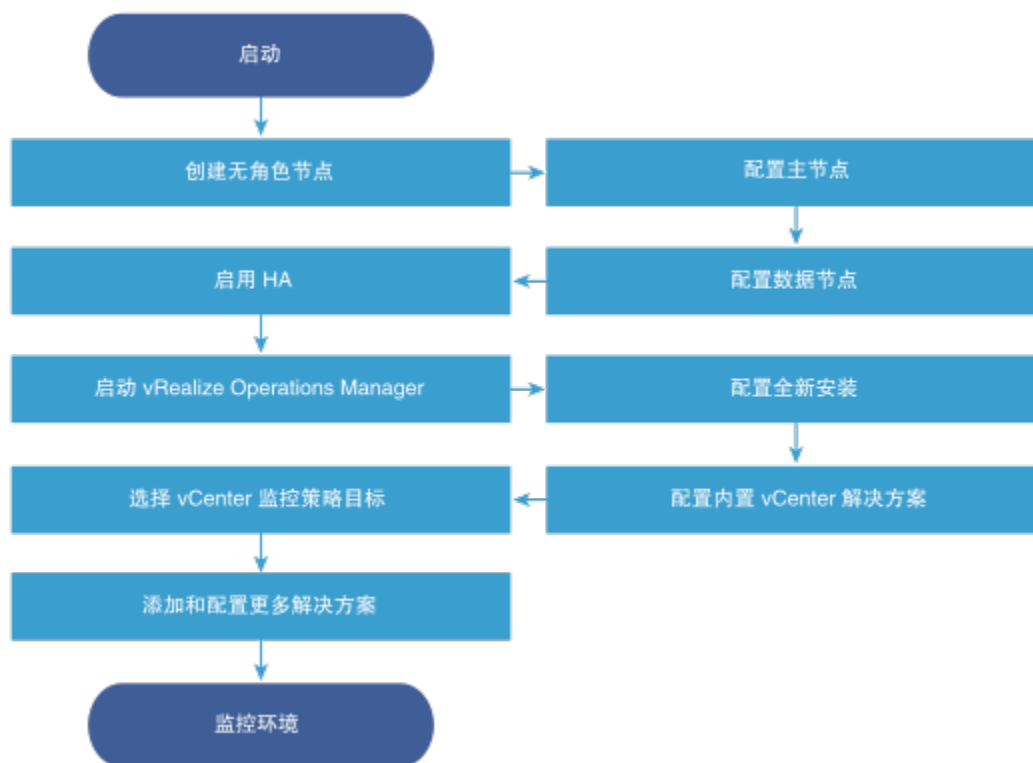 启动
创建无角色节点
配置主节点
配置数据节点
启用 HA
启动 vRealize Operations Manager
配置全新安装
配置内置 vCenter 解决方案
选择 vCenter 监控策略目标
添加和配置更多解决方案
监控环境